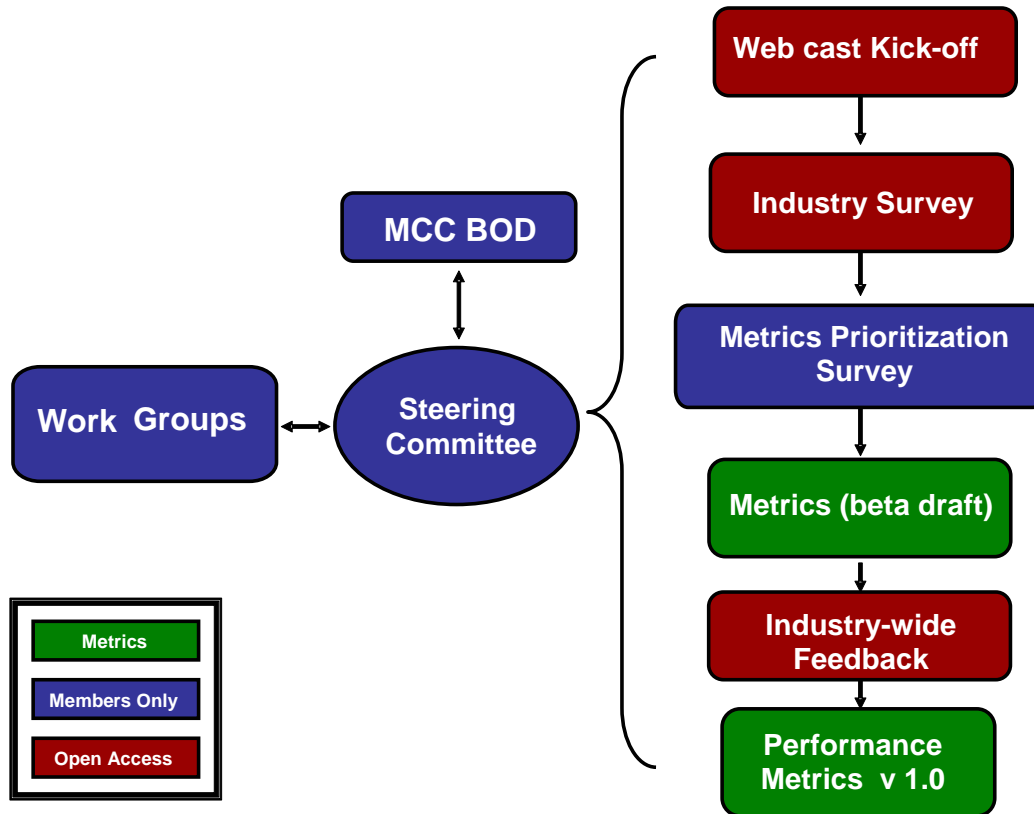 Web cast Kick-off
Industry Survey
MCC BOD
Metrics Prioritization
Survey
Work Groups
Steering
Committee
Metrics (beta draft)
Industry-wide
Feedback
Performance
Metrics v 1.0
Metrics
Members Only
Open Access